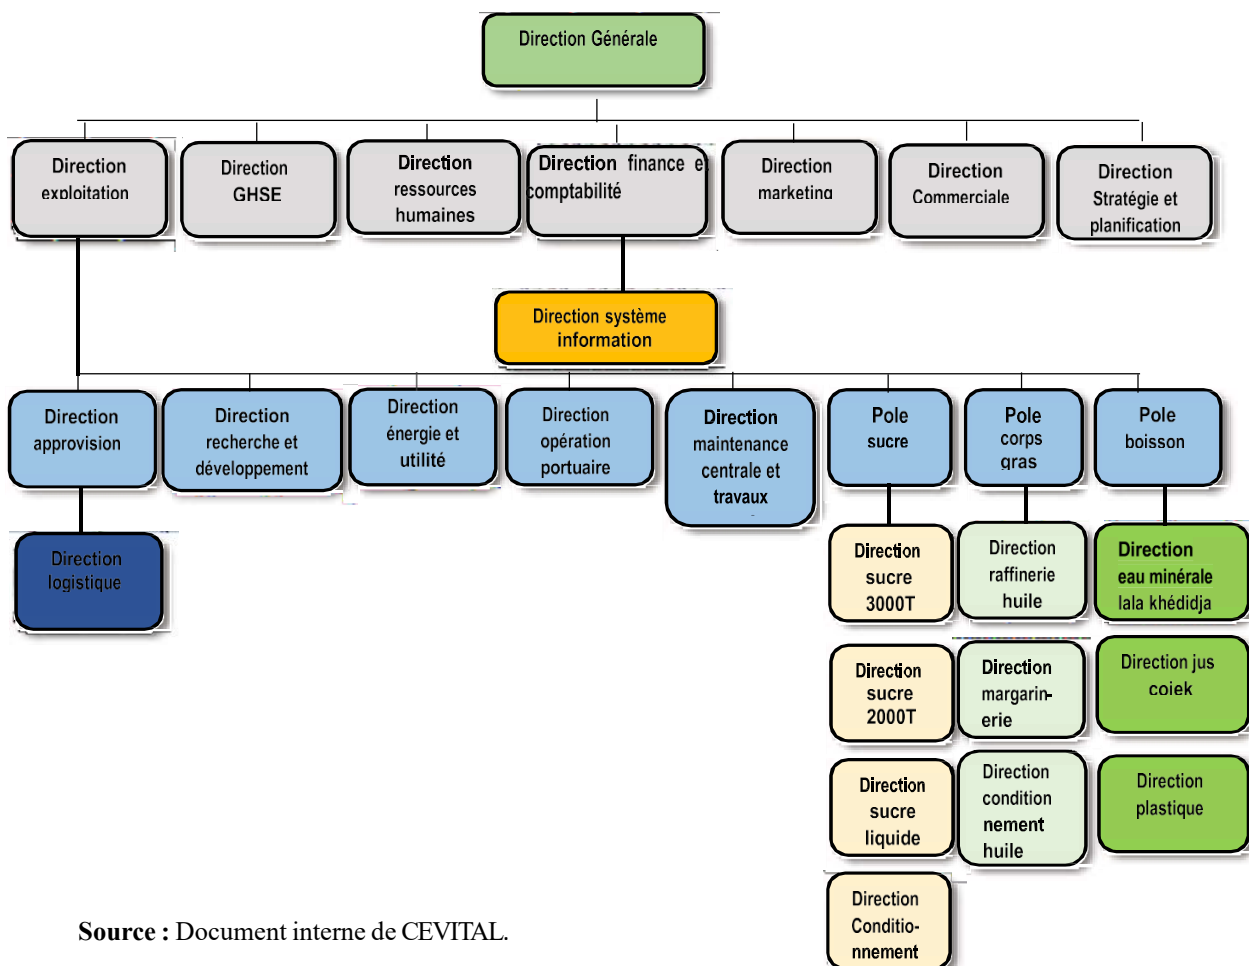 Direction Générale
Direction
exploitation
Direction
GHSE
Direction
ressources
humaines
Direction finance et
comptabilité
Direction
marketing
Direction
Commerciale
Direction
Stratégie et
planification
Direction système
information
Direction
approvision
Direction
recherche et
développement
Direction
énergie et
utilité
Direction
opération
portuaire
Direction
maintenance
centrale et
travaux
Pole
sucre
Pole
corps
gras
Pole
boisson
Direction
logistique
Direction
sucre
3000T
Direction
raffinerie
huile
Direction
eau minérale
lala khédidja
Direction
sucre
2000T
Direction
margarin-
erie
Direction jus
cojek
Direction
sucre
liquide
Direction
condition
nement
huile
Direction
plastique
Direction
Conditio-
nnement
Source : Document interne de CEVITAL.